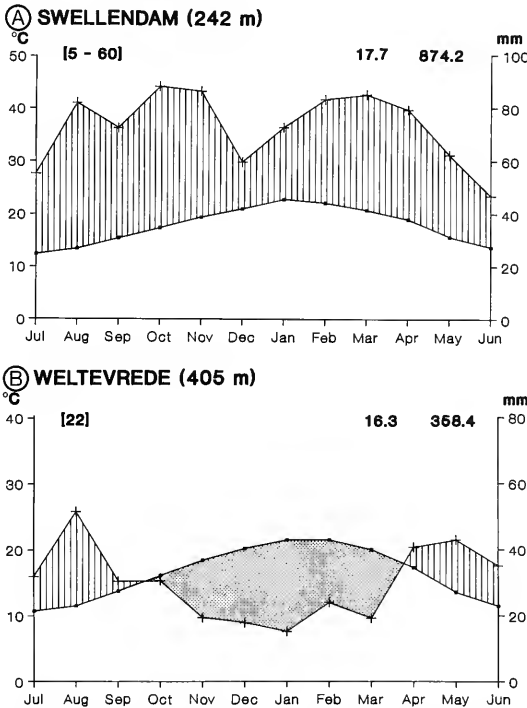 A SWELLENDAM (242 m)
°C mm
[5 - 60] 17.7 874.2
50 100
40 80
30 60
20 40
10 20
0 0
Jul Aug Sep Oct Nov Dec Jan Feb Mar Apr May Jun
B WELTEVREDE (405 m)
°C mm
[22] 16.3 358.4
40 80
30 60
20 40
10 20
0 0
Jul Aug Sep Oct Nov Dec Jan Feb Mar Apr May Jun